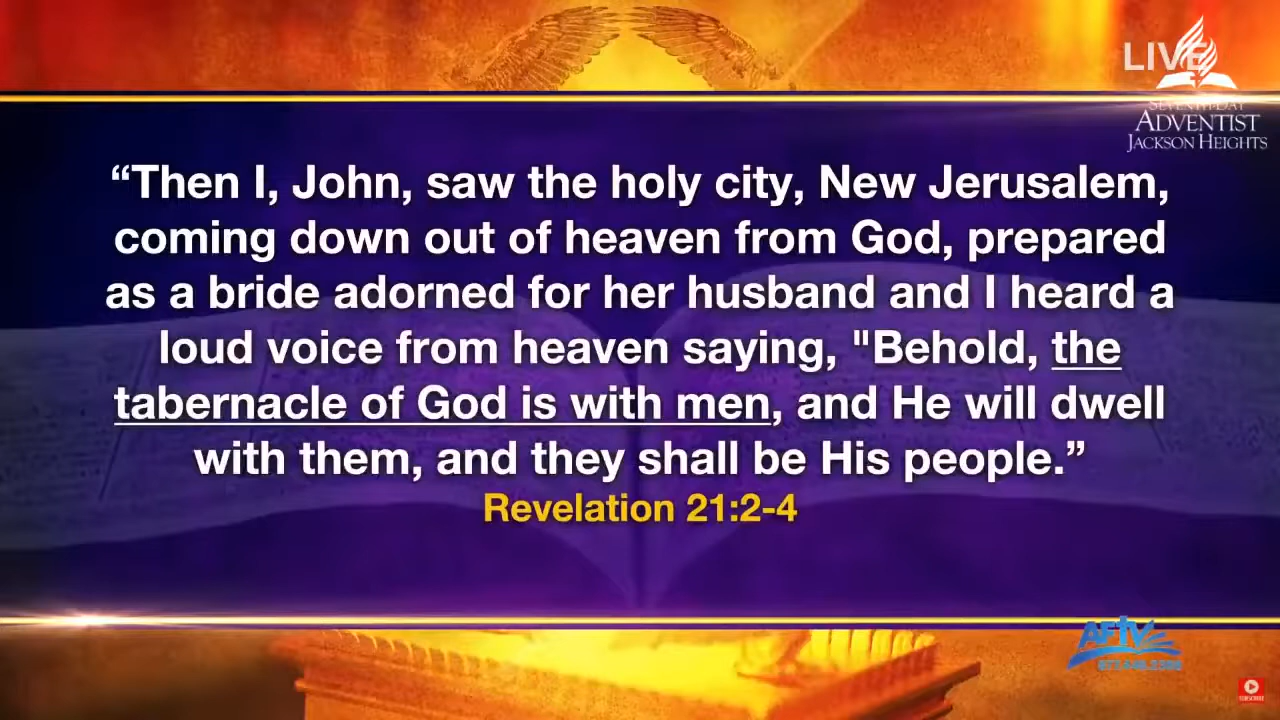 LIVE
SEVENTH-DAY
ADVENTIST
JACKSON HEIGHTS
“Then I, John, saw the holy city, New Jerusalem,
coming down out of heaven from God, prepared
as a bride adorned for her husband and I heard a
loud voice from heaven saying, "Behold, the
tabernacle of God is with men, and He will dwell
with them, and they shall be His people.”
Revelation 21:2-4
AFTV
SUBSCRIBE